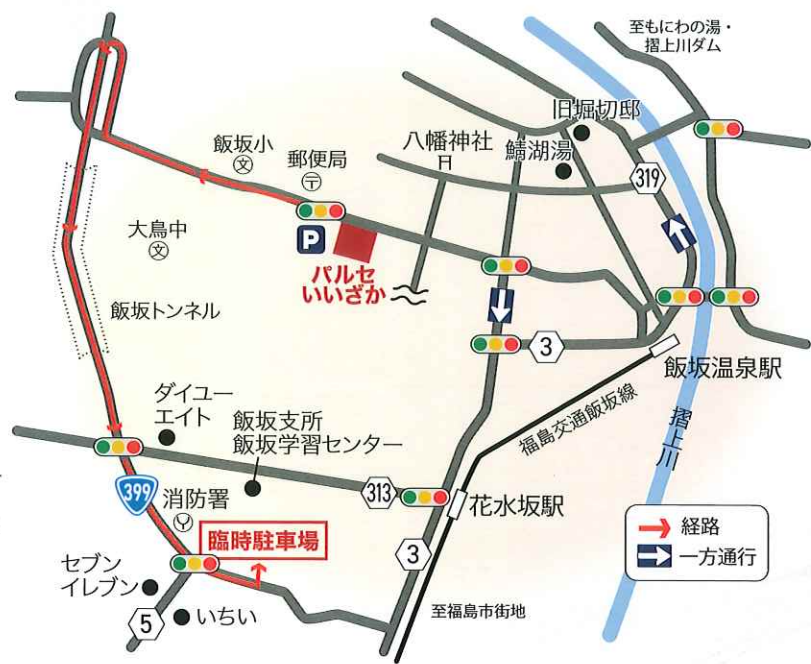 至もにわの湯・
摺上川ダム
旧堀切邸
飯坂小
文
郵便局
〒
八幡神社
鯖湖湯
319
大鳥中
文
P
パルセ
いいざか
飯坂トンネル
3
飯坂温泉駅
ダイユー
エイト
飯坂支所
飯坂学習センター
福島交通飯坂線
摺上川
399
消防署
313
花水坂駅
臨時駐車場
3
経路
一方通行
セブン
イレブン
いちい
5
至福島市街地